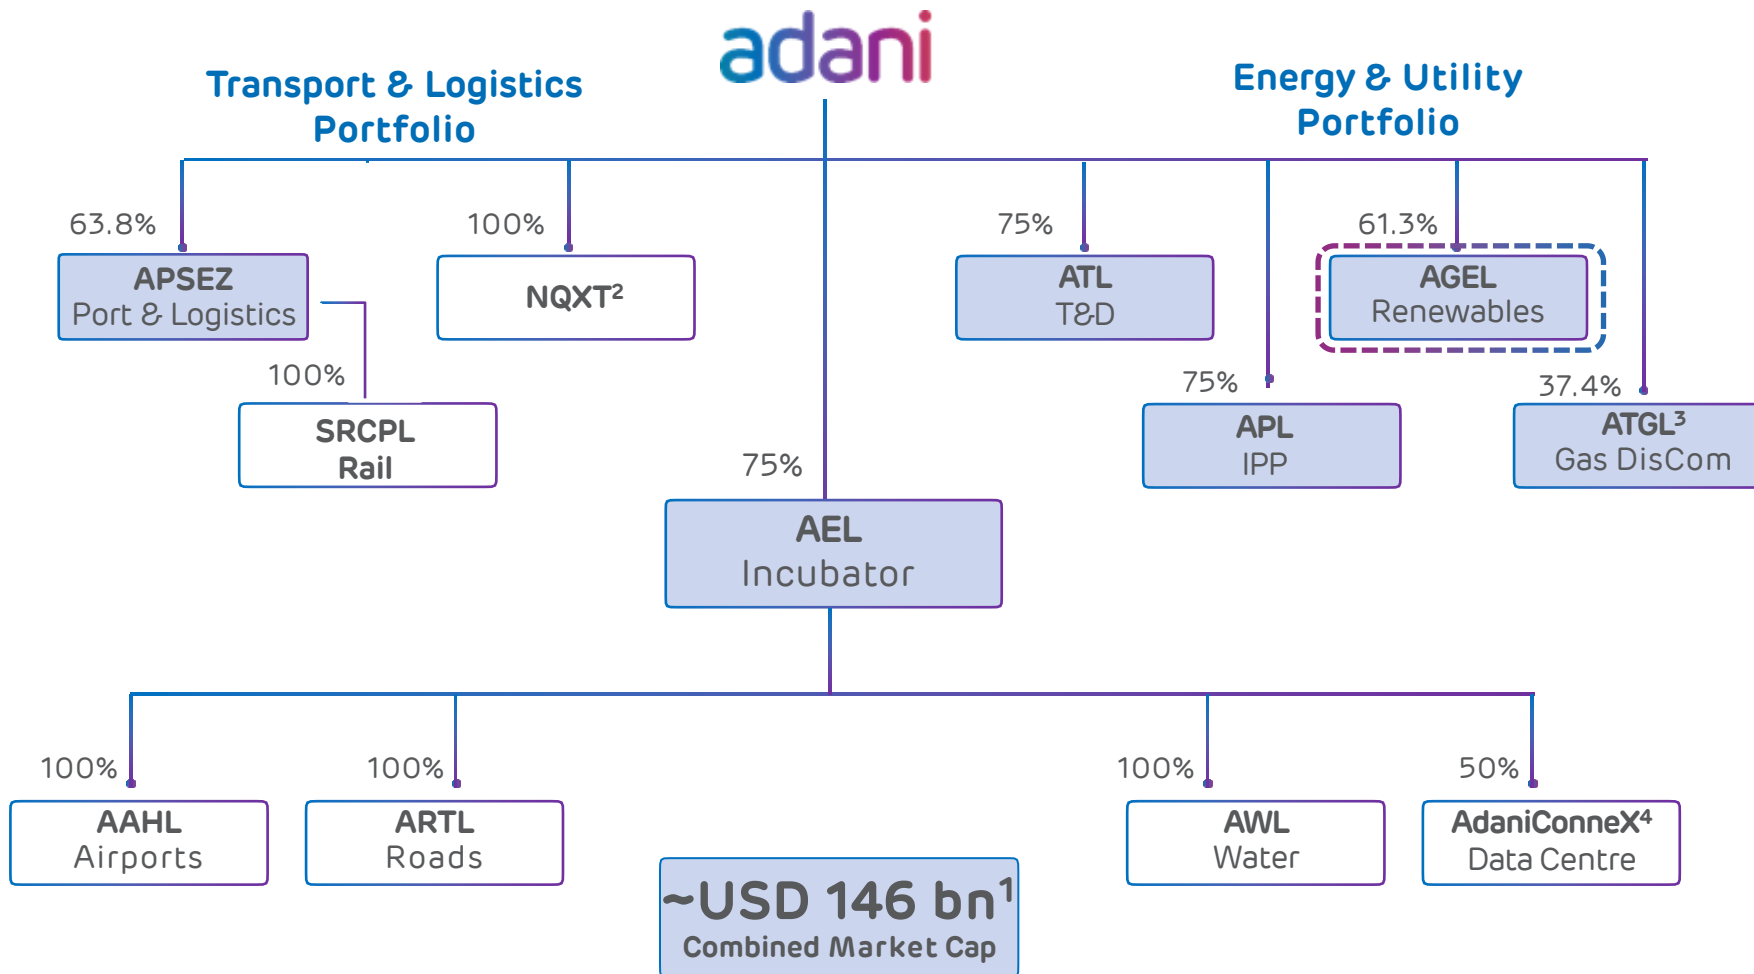 adani
Transport & Logistics
Portfolio
Energy & Utility
Portfolio
63.8%
APSEZ
Port & Logistics
100%
NQXT²
75%
ATL
T&D
61.3%
AGEL
Renewables
100%
SRCPL
Rail
75%
APL
IPP
37.4%
ATGL³
Gas DisCom
75%
AEL
Incubator
100%
AAHL
Airports
100%
ARTL
Roads
100%
AWL
Water
50%
AdaniConneX⁴
Data Centre
~USD 146 bn¹
Combined Market Cap